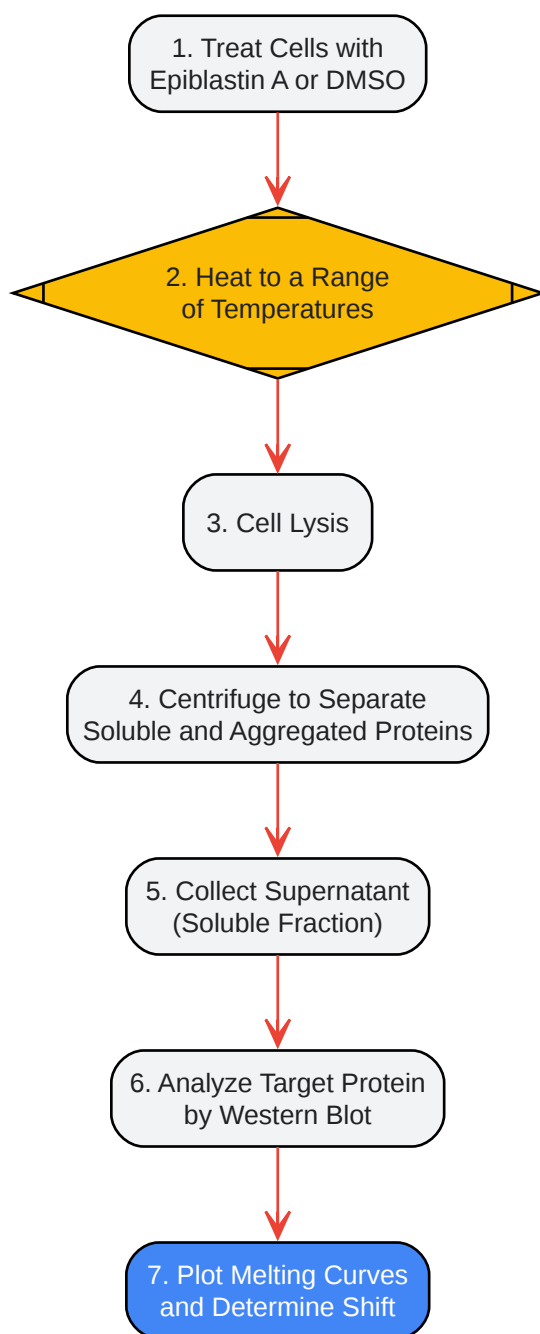 1. Treat Cells with
Epiblastin A or DMSO
2. Heat to a Range
of Temperatures
3. Cell Lysis
4. Centrifuge to Separate
Soluble and Aggregated Proteins
5. Collect Supernatant
(Soluble Fraction)
6. Analyze Target Protein
by Western Blot
7. Plot Melting Curves
and Determine Shift